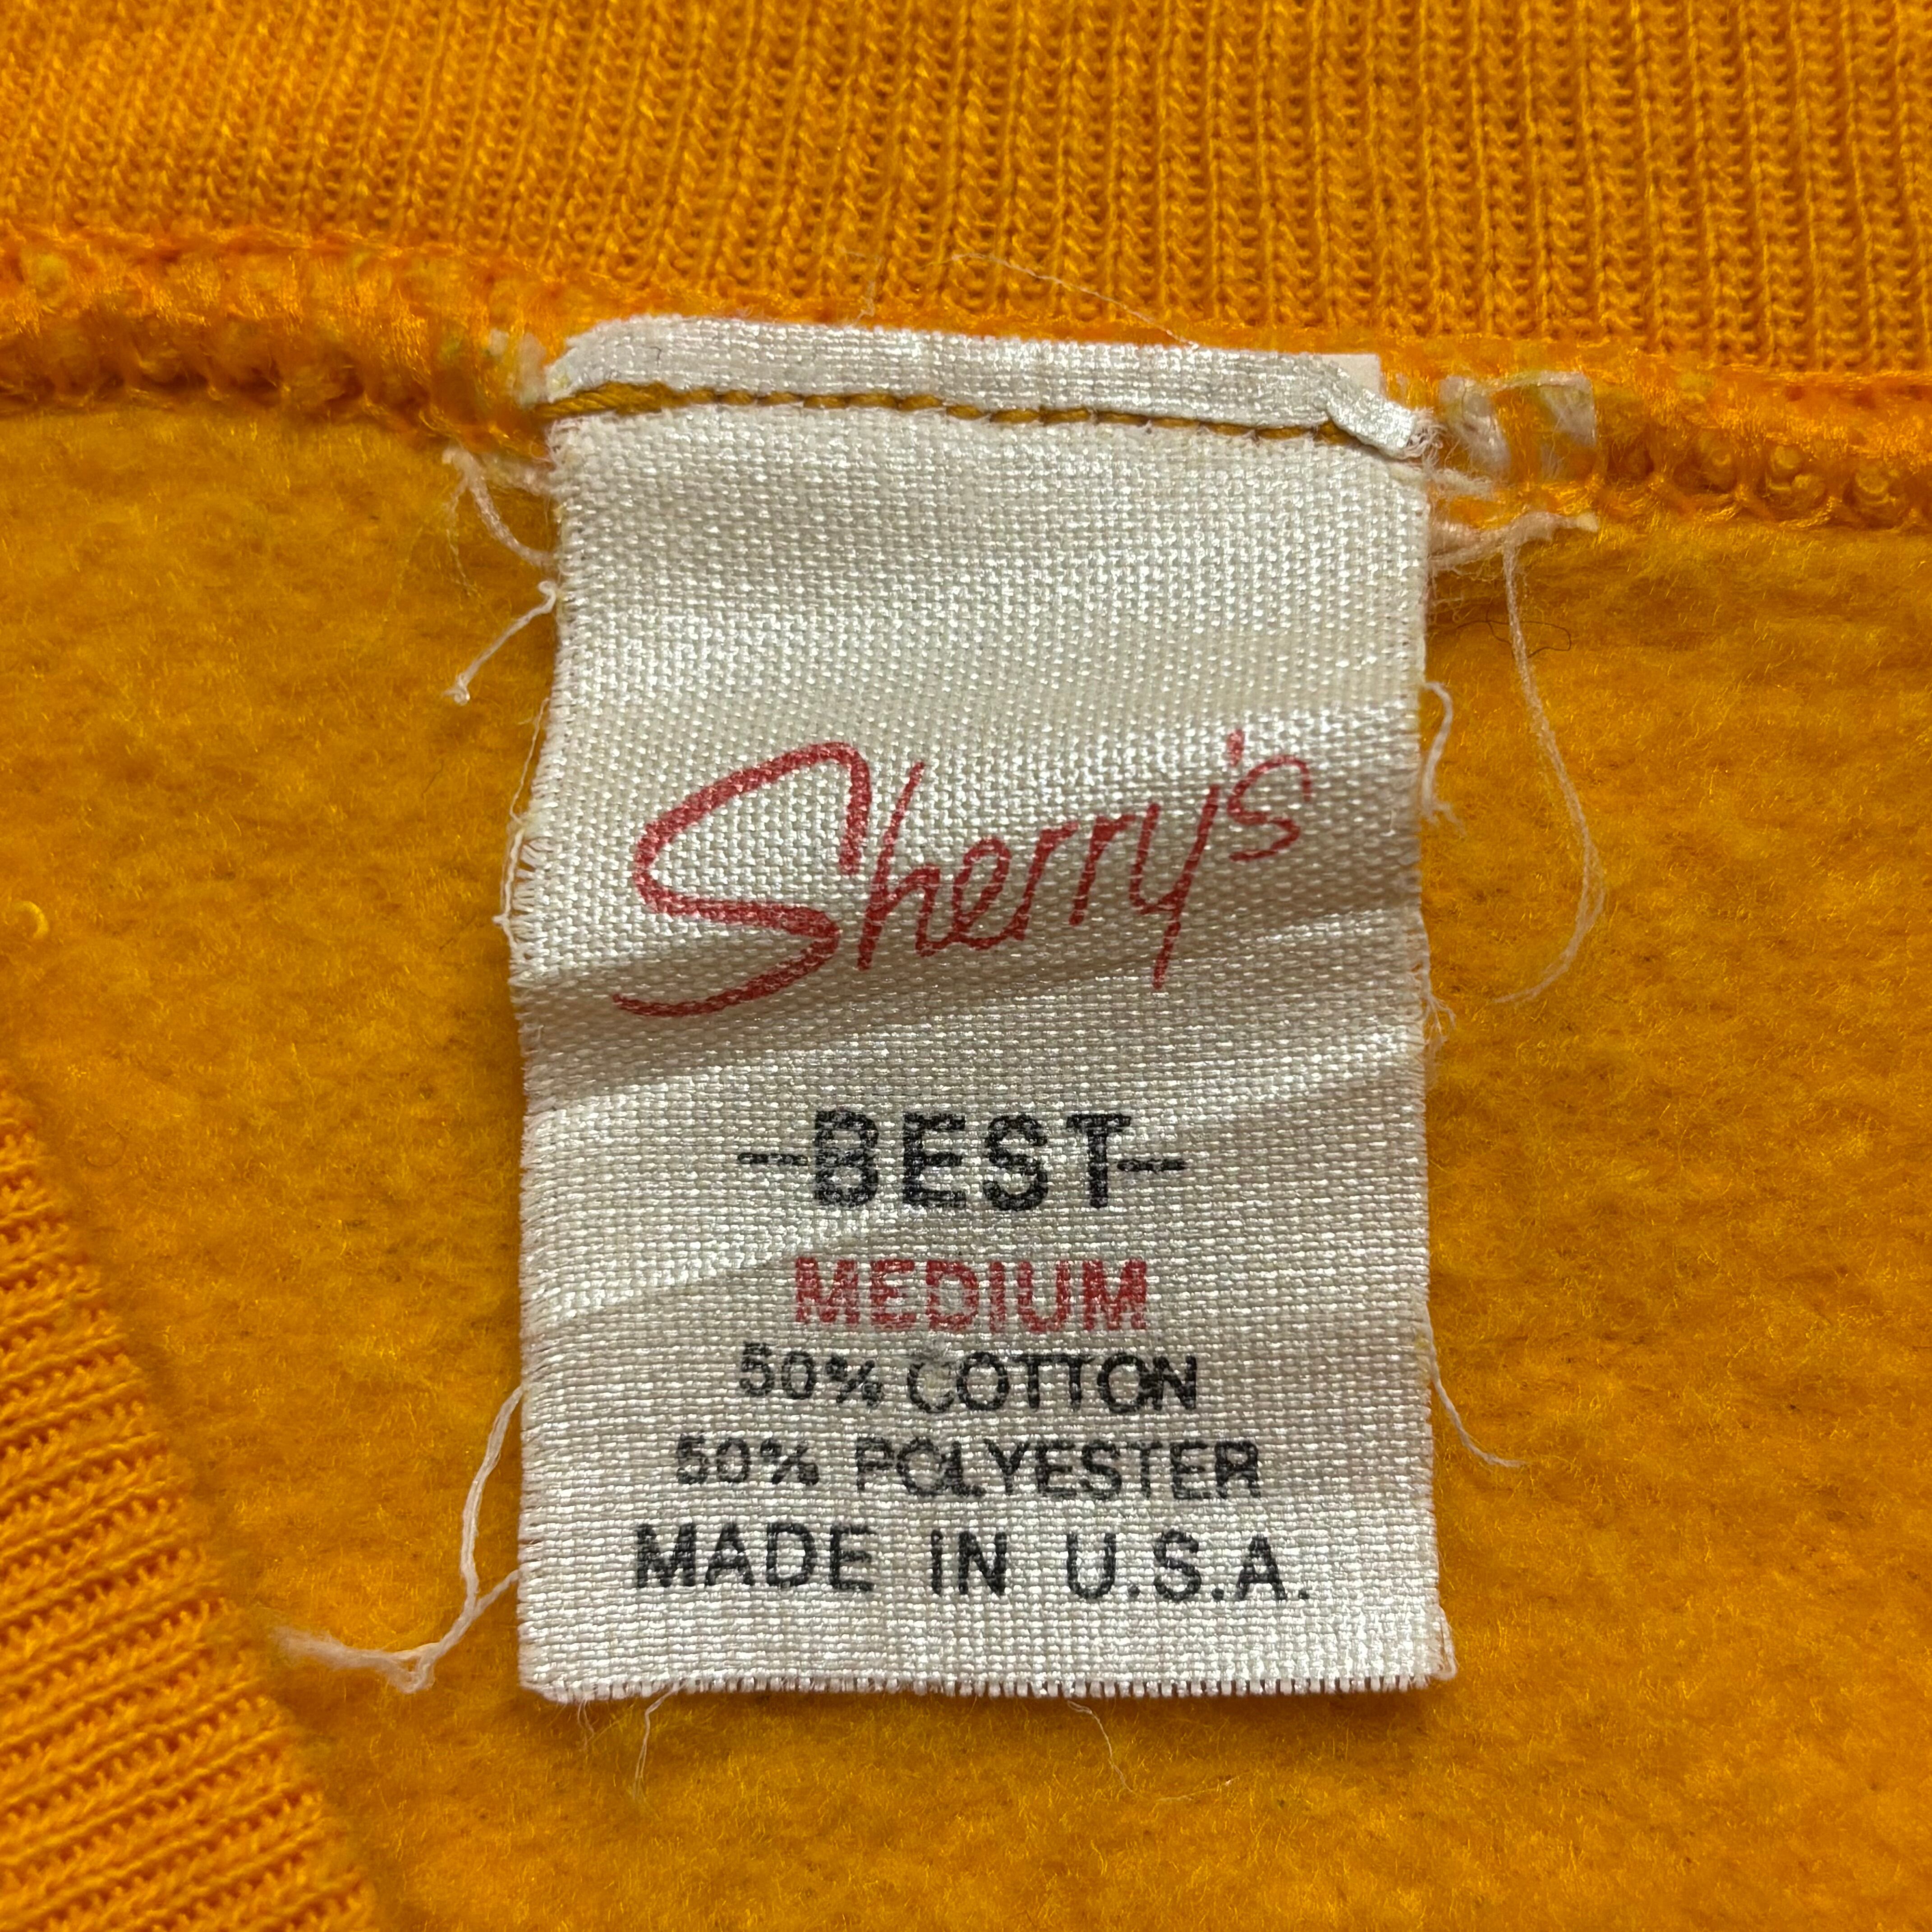 Sherry's
-BEST-
MEDIUM
50% COTTON
50% POLYESTER
MADE IN U.S.A.